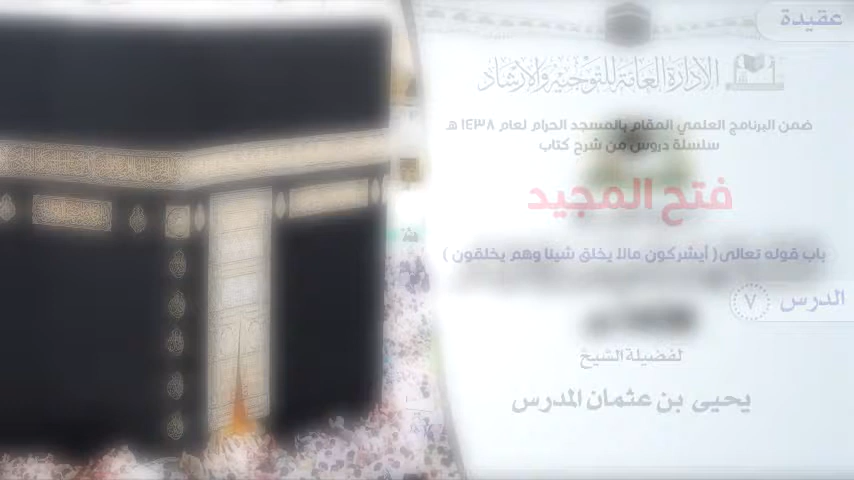 عقيدة
الإدارة العامة للتوجيه والإرشاد
ضمن البرنامج العلمي المقام بالمسجد الحرام لعام ١٤٣٨ هـ
سلسلة دروس من شرح كتاب
فتح المجيد
باب قوله تعالى ( أيشركون مالا يخلق شيئا وهم يخلقون )
الدرس ٧
لفضيلة الشيخ
يحيى بن عثمان المدرس